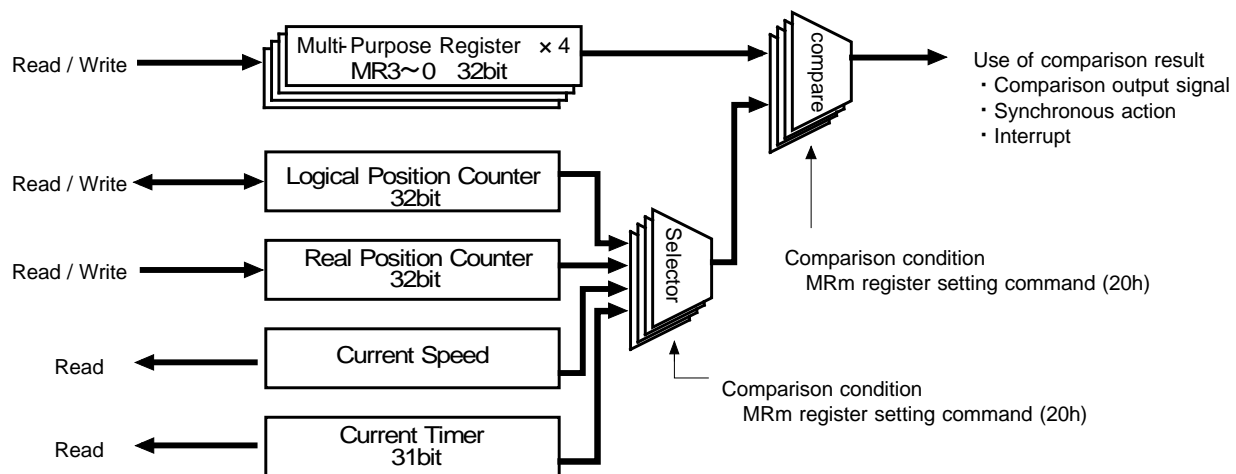 Read / Write
Multi-Purpose Register × 4
MR3～0 32bit
compare
Use of comparison result
・Comparison output signal
・Synchronous action
・Interrupt
Read / Write
Logical Position Counter
32bit
Selector
Read / Write
Real Position Counter
32bit
Comparison condition
MRm register setting command (20h)
Read
Current Speed
Comparison condition
MRm register setting command (20h)
Read
Current Timer
31bit